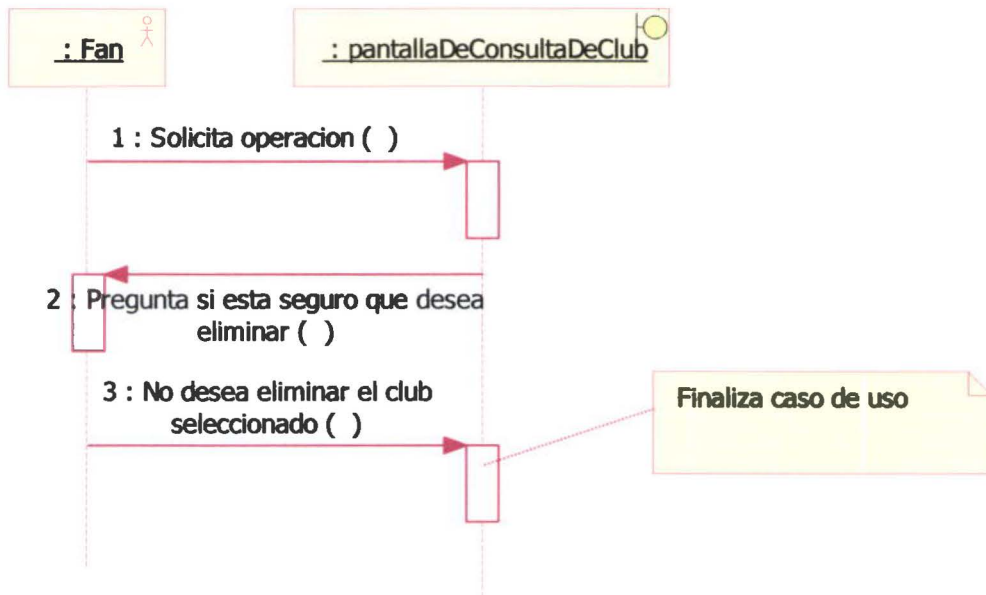 : Fan
: pantallaDeConsultaDeClub
1 : Solicita operacion ( )
2 : Pregunta si esta seguro que desea
eliminar ( )
3 : No desea eliminar el club
seleccionado ( )
Finaliza caso de uso